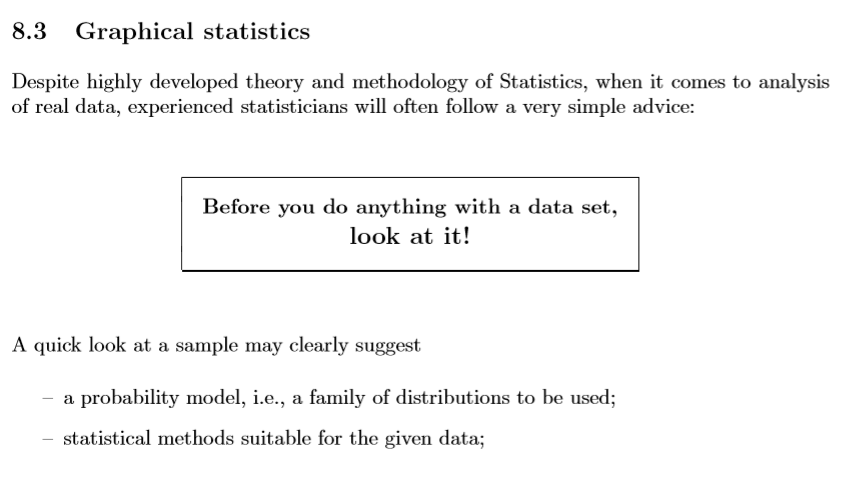 8.3 Graphical statistics
Despite highly developed theory and methodology of Statistics, when it comes to analysis
of real data, experienced statisticians will often follow a very simple advice:
Before you do anything with a data set,
look at it!
A quick look at a sample may clearly suggest
– a probability model, i.e., a family of distributions to be used;
– statistical methods suitable for the given data;